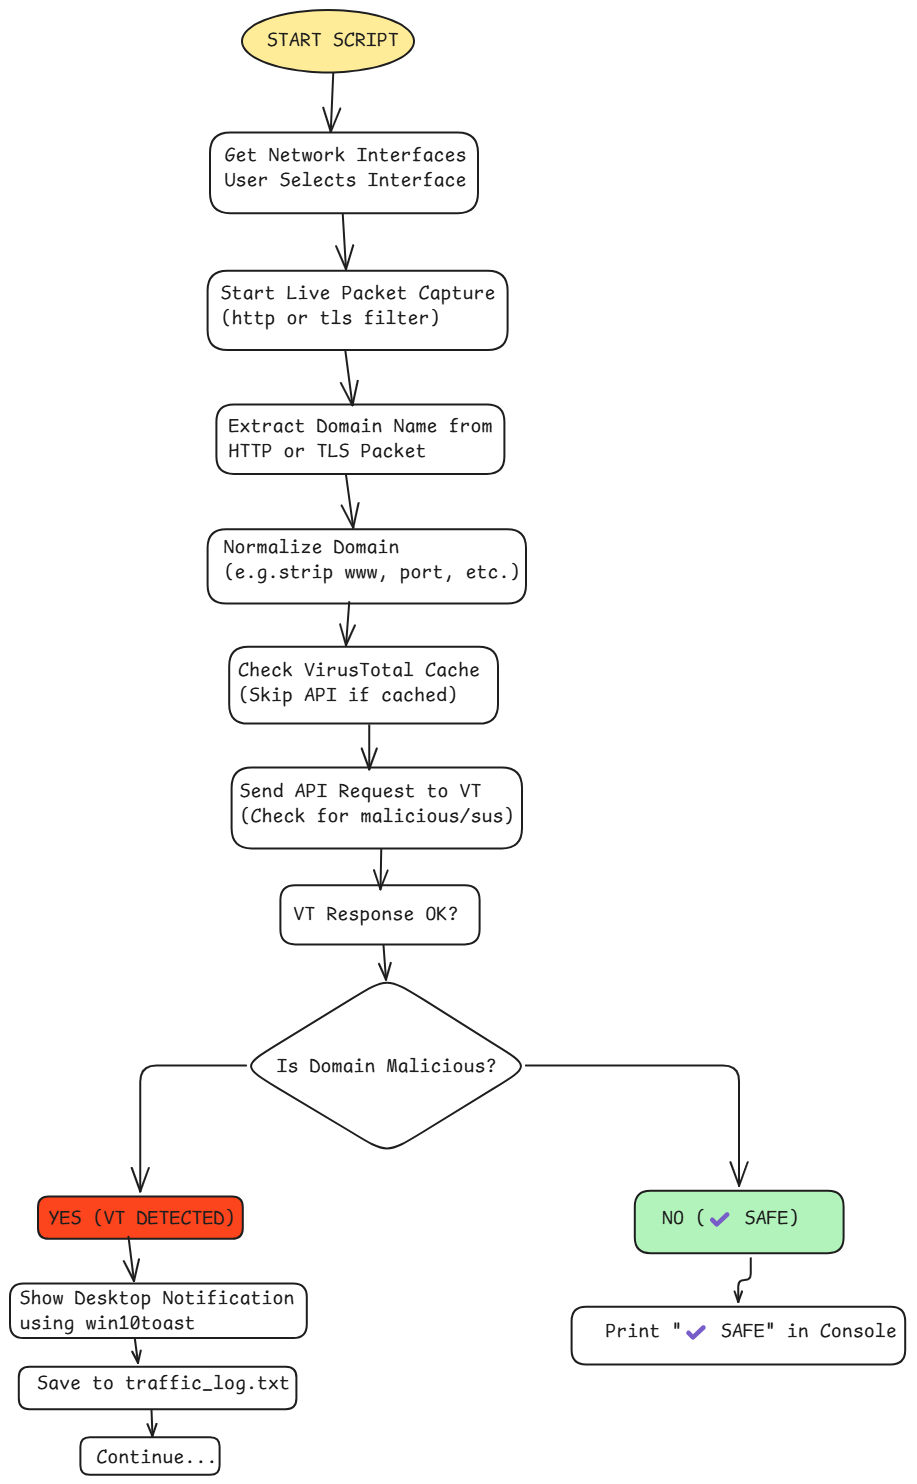 START SCRIPT
Get Network Interfaces
User Selects Interface
Start Live Packet Capture
(http or tls filter)
Extract Domain Name from
HTTP or TLS Packet
Normalize Domain
(e.g.strip www, port, etc.)
Check VirusTotal Cache
(Skip API if cached)
Send API Request to VT
(Check for malicious/sus)
VT Response OK?
Is Domain Malicious?
YES (VT DETECTED)
NO (✔ SAFE)
Show Desktop Notification
using win10toast
Print "✔ SAFE" in Console
Save to traffic_log.txt
Continue...